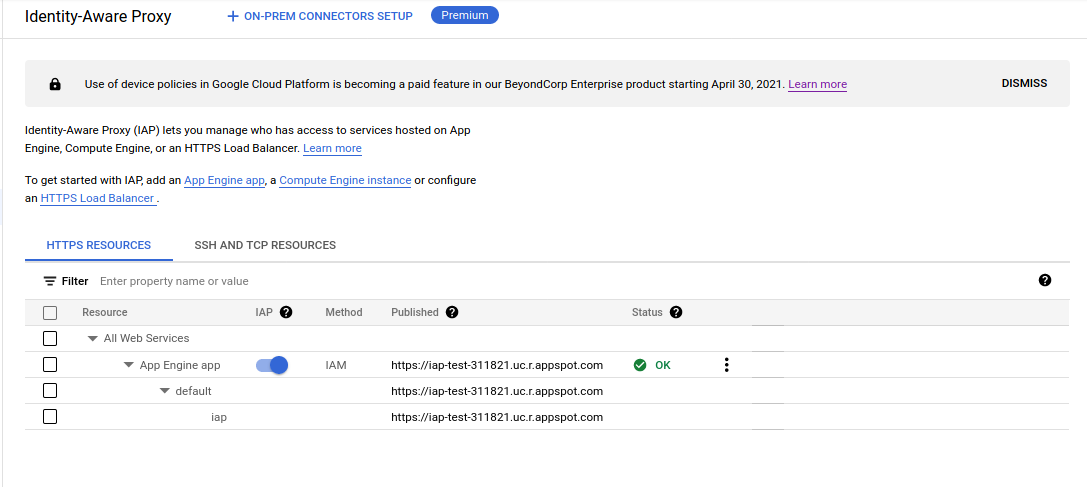 Identity-Aware Proxy
ON-PREM CONNECTORS SETUP
Premium
Use of device policies in Google Cloud Platform is becoming a paid feature in our BeyondCorp Enterprise product starting April 30, 2021. Learn more
DISMISS
Identity-Aware Proxy (IAP) lets you manage who has access to services hosted on App
Engine, Compute Engine, or an HTTPS Load Balancer. Learn more
To get started with IAP, add an App Engine app, a Compute Engine instance or configure
an HTTPS Load Balancer .
HTTPS RESOURCES SSH AND TCP RESOURCES
Filter Enter property name or value
Resource IAP Method Published Status
All Web Services
App Engine app IAM https://iap-test-311821.uc.r.appspot.com OK
default https://iap-test-311821.uc.r.appspot.com
iap https://iap-test-311821.uc.r.appspot.com